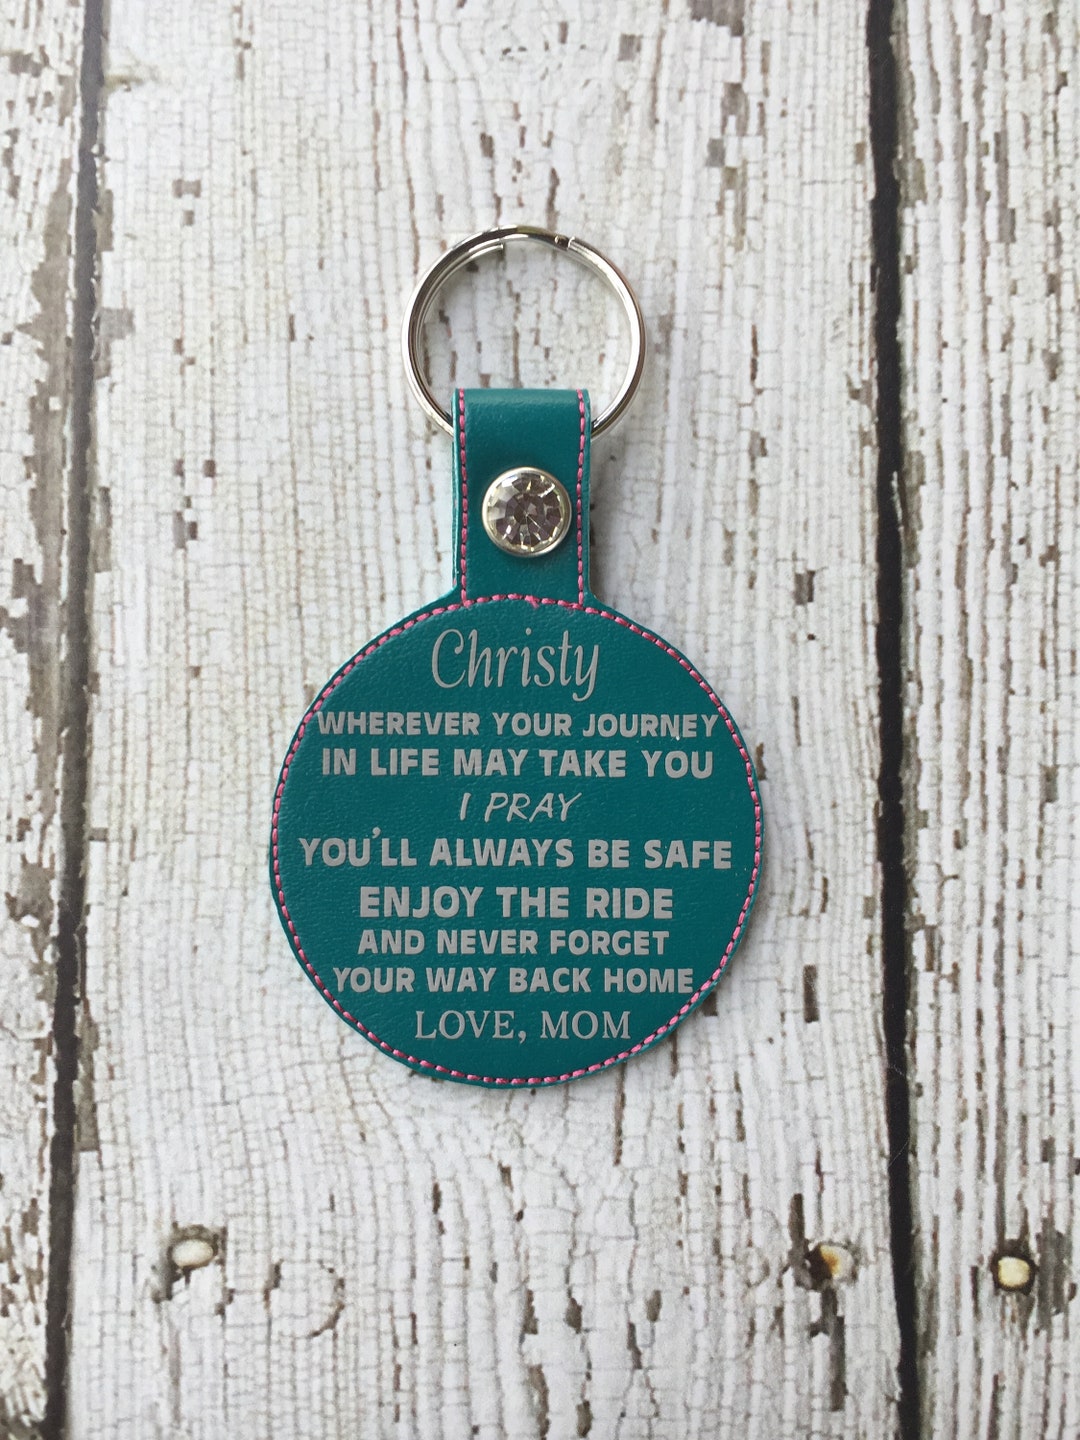 Christy
WHEREVER YOUR JOURNEY
IN LIFE MAY TAKE YOU
I PRAY
YOU'LL ALWAYS BE SAFE
ENJOY THE RIDE
AND NEVER FORGET
YOUR WAY BACK HOME
LOVE, MOM